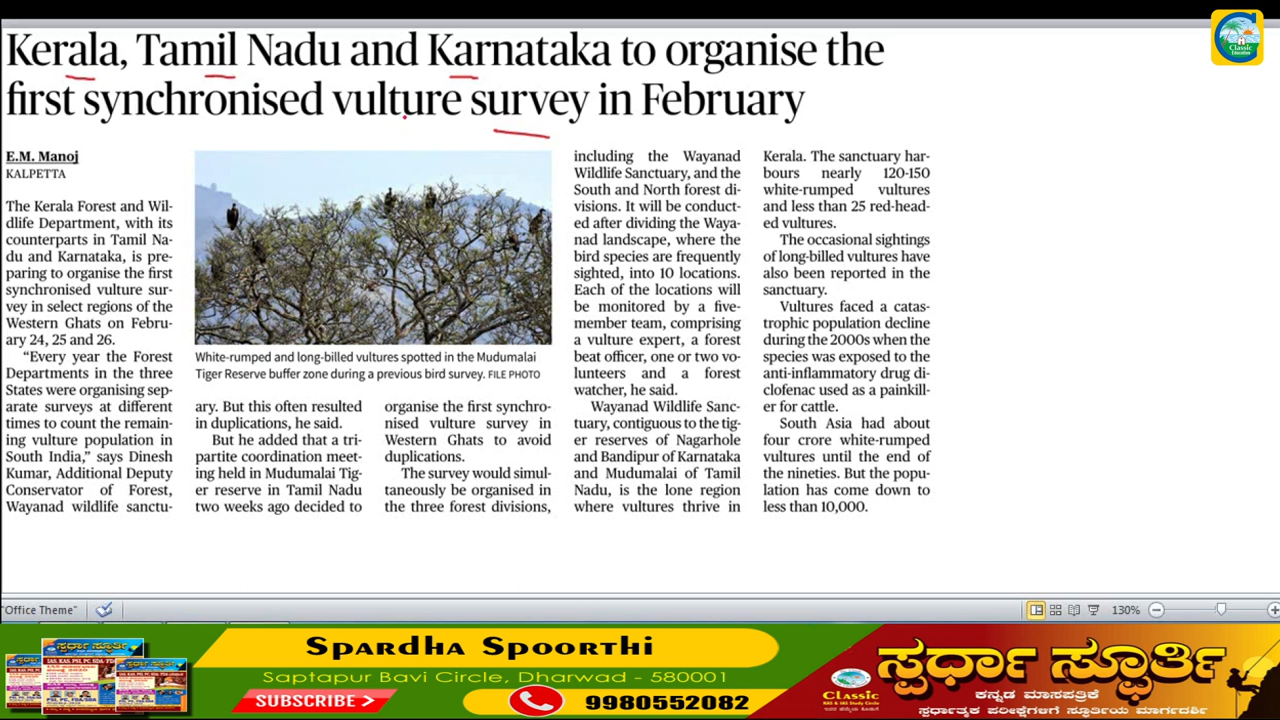 Classic
Education
Kerala, Tamil Nadu and Karnataka to organise the
first synchronised vulture survey in February
E.M. Manoj
KALPETTA
The Kerala Forest and Wil-
dlife Department, with its
counterparts in Tamil Na-
du and Karnataka, is pre-
paring to organise the first
synchronised vulture sur-
vey in select regions of the
Western Ghats on Febru-
ary 24, 25 and 26.
“Every year the Forest
Departments in the three
States were organising sep-
arate surveys at different
times to count the remain-
ing vulture population in
South India,” says Dinesh
Kumar, Additional Deputy
Conservator of Forest,
Wayanad wildlife sanctu-
White-rumped and long-billed vultures spotted in the Mudumalai
Tiger Reserve buffer zone during a previous bird survey. FILE PHOTO
ary. But this often resulted
in duplications, he said.
But he added that a tri-
partite coordination meet-
ing held in Mudumalai Tig-
er reserve in Tamil Nadu
two weeks ago decided to
organise the first synchro-
nised vulture survey in
Western Ghats to avoid
duplications.
The survey would simul-
taneously be organised in
the three forest divisions,
including the Wayanad
Wildlife Sanctuary, and the
South and North forest di-
visions. It will be conduct-
ed after dividing the Waya-
nad landscape, where the
bird species are frequently
sighted, into 10 locations.
Each of the locations will
be monitored by a five-
member team, comprising
a vulture expert, a forest
beat officer, one or two vo-
lunteers and a forest
watcher, he said.
Wayanad Wildlife Sanc-
tuary, contiguous to the tig-
er reserves of Nagarhole
and Bandipur of Karnataka
and Mudumalai of Tamil
Nadu, is the lone region
where vultures thrive in
Kerala. The sanctuary har-
bours nearly 120-150
white-rumped vultures
and less than 25 red-head-
ed vultures.
The occasional sightings
of long-billed vultures have
also been reported in the
sanctuary.
Vultures faced a catas-
trophic population decline
during the 2000s when the
species was exposed to the
anti-inflammatory drug di-
clofenac used as a painkill-
er for cattle.
South Asia had about
four crore white-rumped
vultures until the end of
the nineties. But the popu-
lation has come down to
less than 10,000.
"Office Theme"
130%
Spardha Spoorthi
Saptapur Bavi Circle, Dharwad - 580001
SUBSCRIBE >
9980552082
Classic
ಸ್ಪರ್ಧಾ ಸ್ಫೂರ್ತಿ
ಕನ್ನಡ ಮಾಸಪತ್ರಿಕೆ
ಸ್ಪರ್ಧಾತ್ಮಕ ಪರೀಕ್ಷೆಗಳಿಗೆ ಸ್ಫೂರ್ತಿಯ ಮಾರ್ಗದರ್ಶಿ